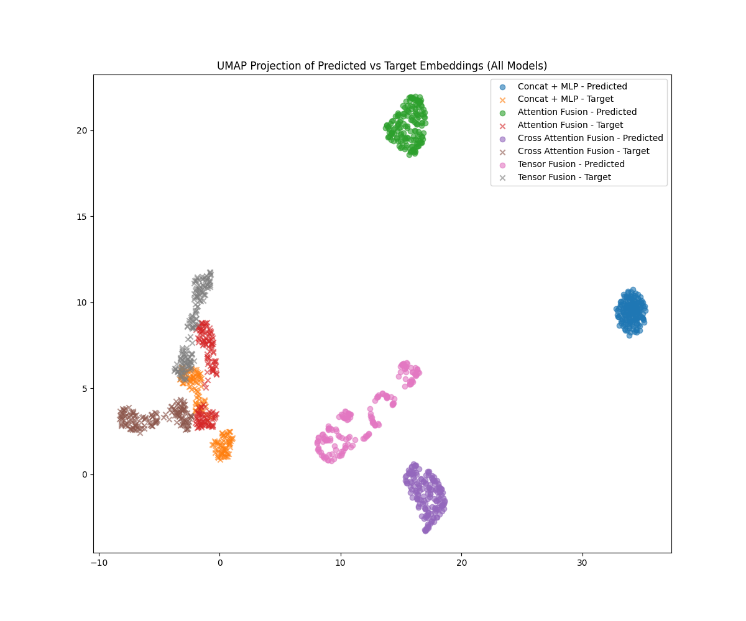 UMAP Projection of Predicted vs Target Embeddings (All Models)
Concat + MLP - Predicted
Concat + MLP - Target
Attention Fusion - Predicted
Attention Fusion - Target
Cross Attention Fusion - Predicted
Cross Attention Fusion - Target
Tensor Fusion - Predicted
Tensor Fusion - Target
20
15
10
5
0
−10
0
10
20
30